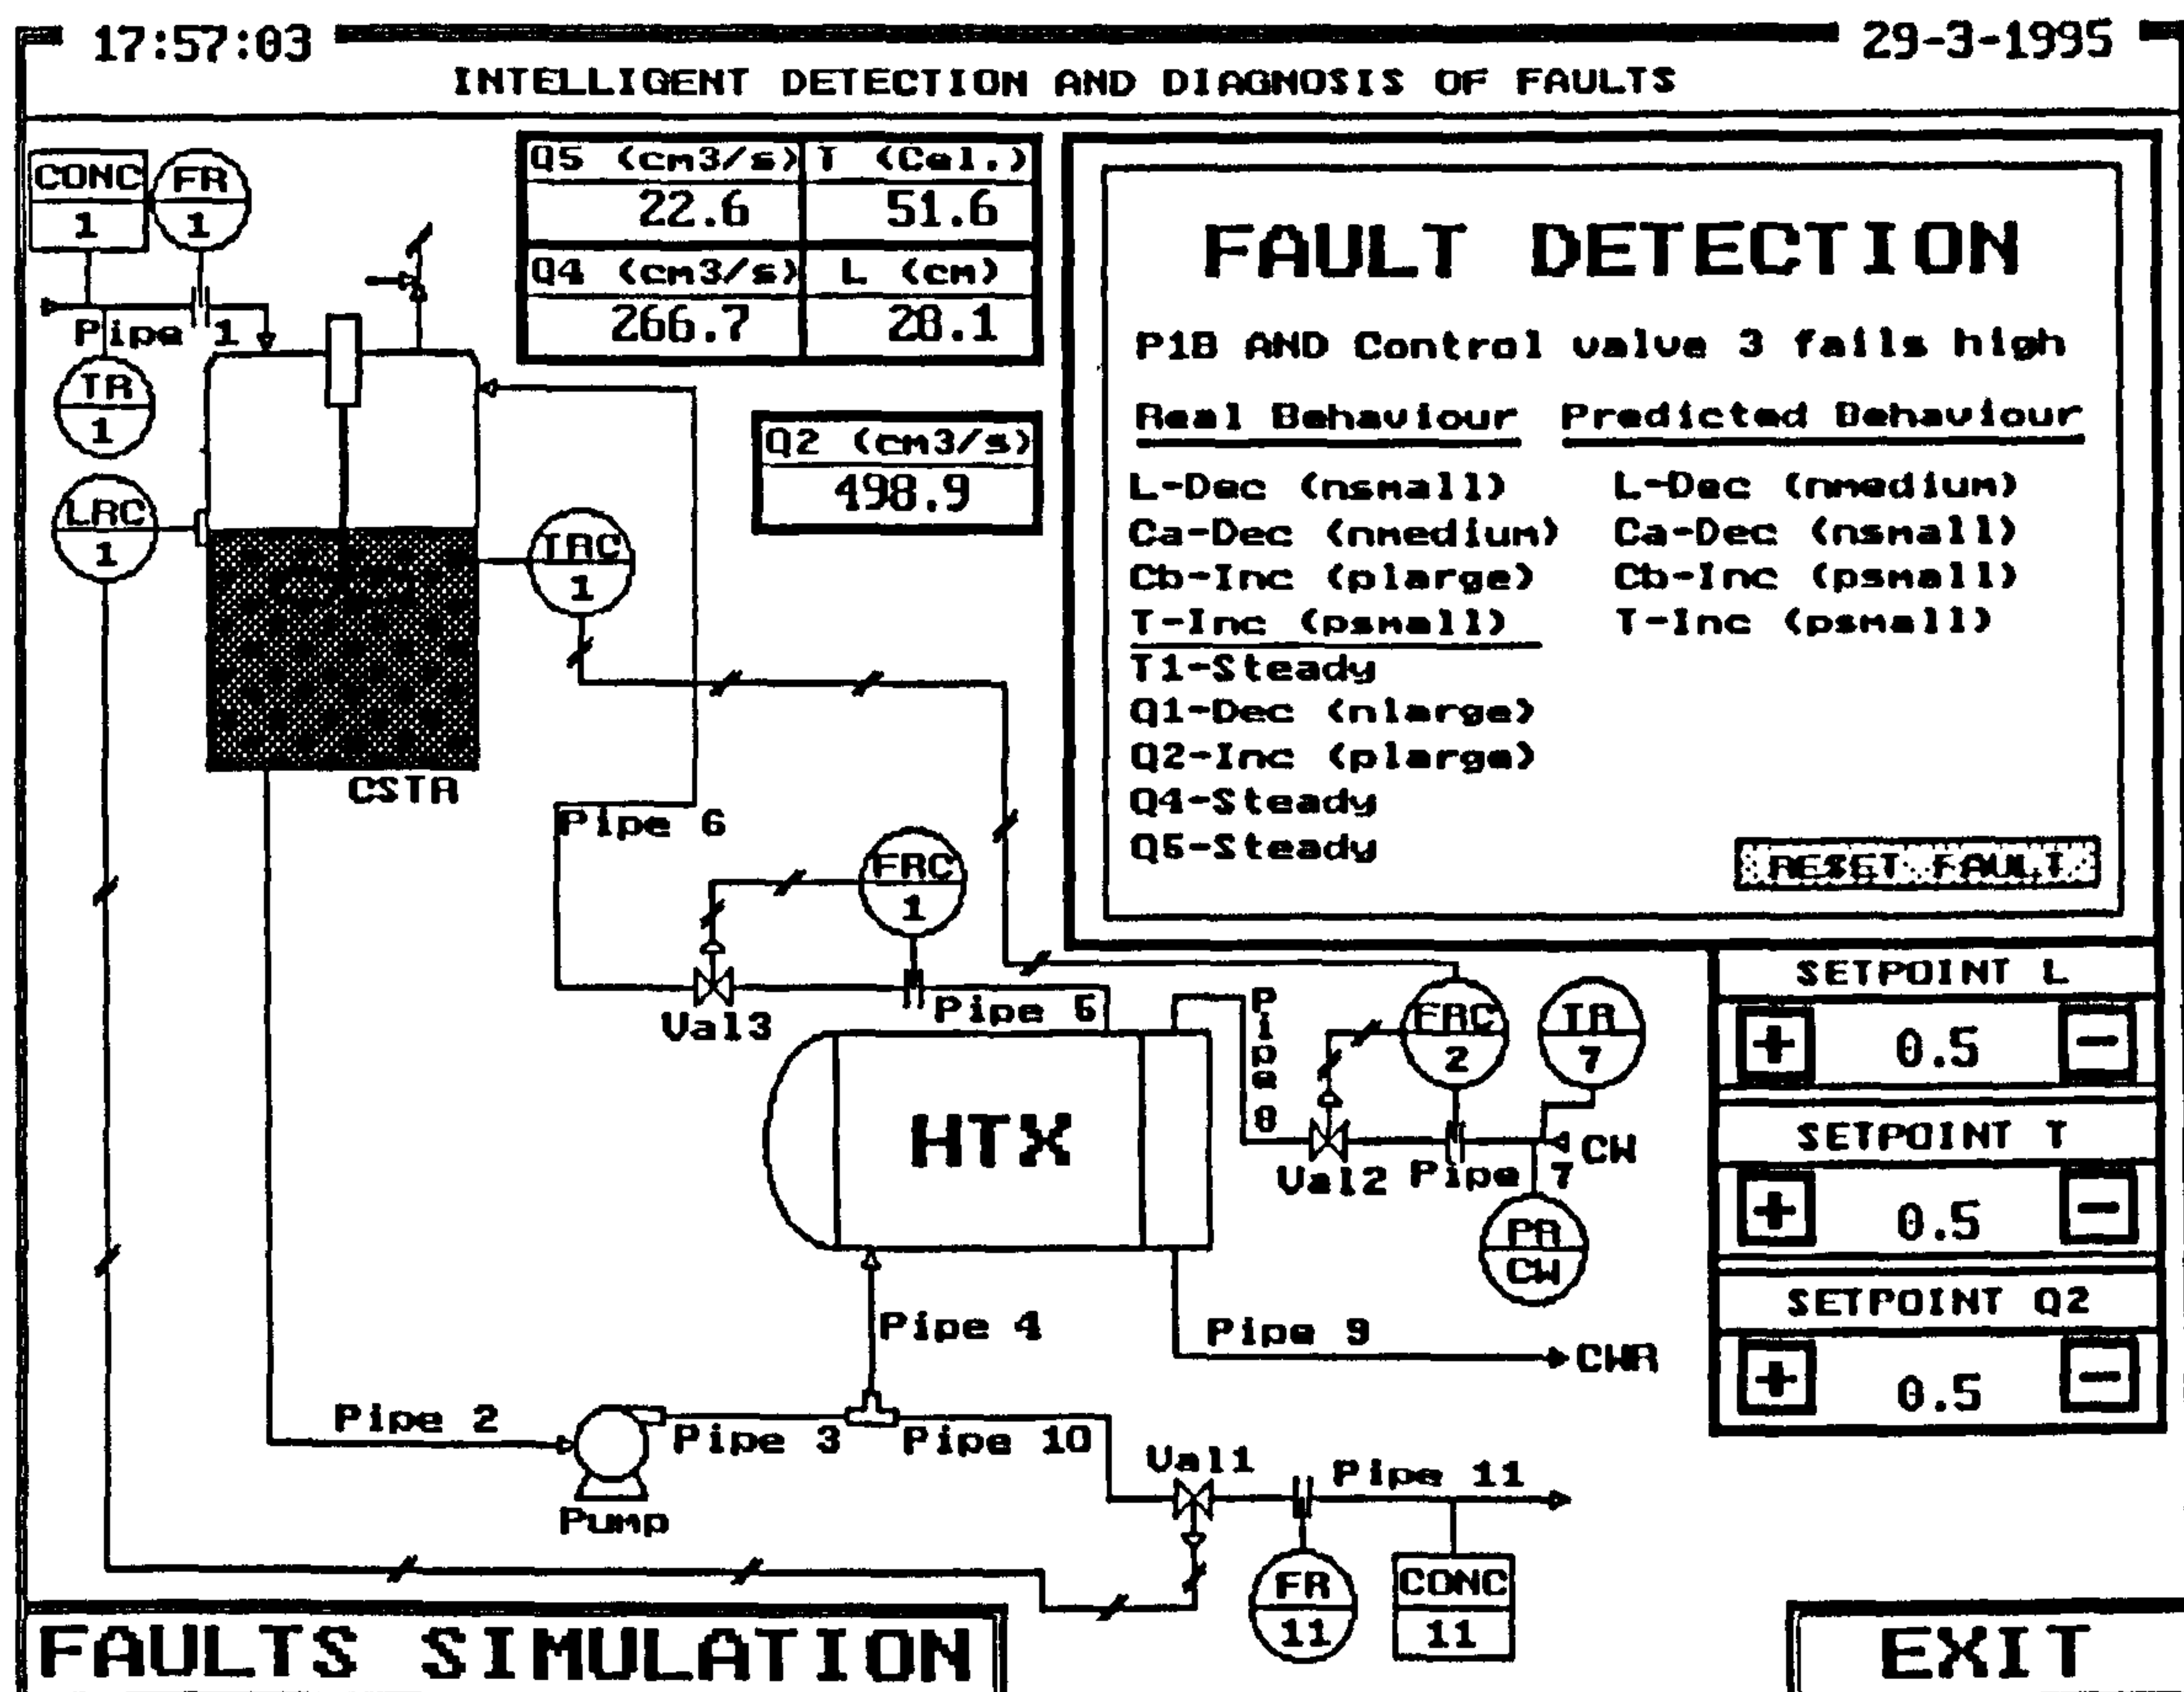 17:57:03
29-3-1995
INTELLIGENT DETECTION AND DIAGNOSIS OF FAULTS
CONC
1
FR
1
Pipe 1
TR
1
LRC
1
TRC
1
CSTR
Q5 (cm3/s) T (Cel.)
22.6 51.6
Q4 (cm3/s) L (cm)
266.7 28.1
Q2 (cm3/s)
498.9
FAULT DETECTION
P1B AND Control valve 3 fails high
Real Behaviour Predicted Behaviour
L-Dec (nsmall) L-Dec (nmedium)
Ca-Dec (nmedium) Ca-Dec (nsmall)
Cb-Inc (plarge) Cb-Inc (psmall)
T-Inc (psmall) T-Inc (psmall)
T1-Steady
Q1-Dec (nlarge)
Q2-Inc (plarge)
Q4-Steady
Q5-Steady
RESET FAULT
Pipe 6
FRC
1
Val3
Pipe 5
HTX
Pipe 8
FRC
2
TR
7
CW
Val2
Pipe 7
PR
CW
Pipe 4
Pipe 9
CWR
Pipe 2
Pipe 3
Pipe 10
Pump
Val1
Pipe 11
FR
11
CONC
11
SETPOINT L
+ 0.5 -
SETPOINT T
+ 0.5 -
SETPOINT Q2
+ 0.5 -
FAULTS SIMULATION
EXIT